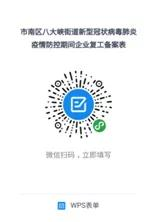 市南区八大峡街道新型冠状病毒肺炎
疫情防控期间企业复工备案表
微信扫码，立即填写
WPS表单